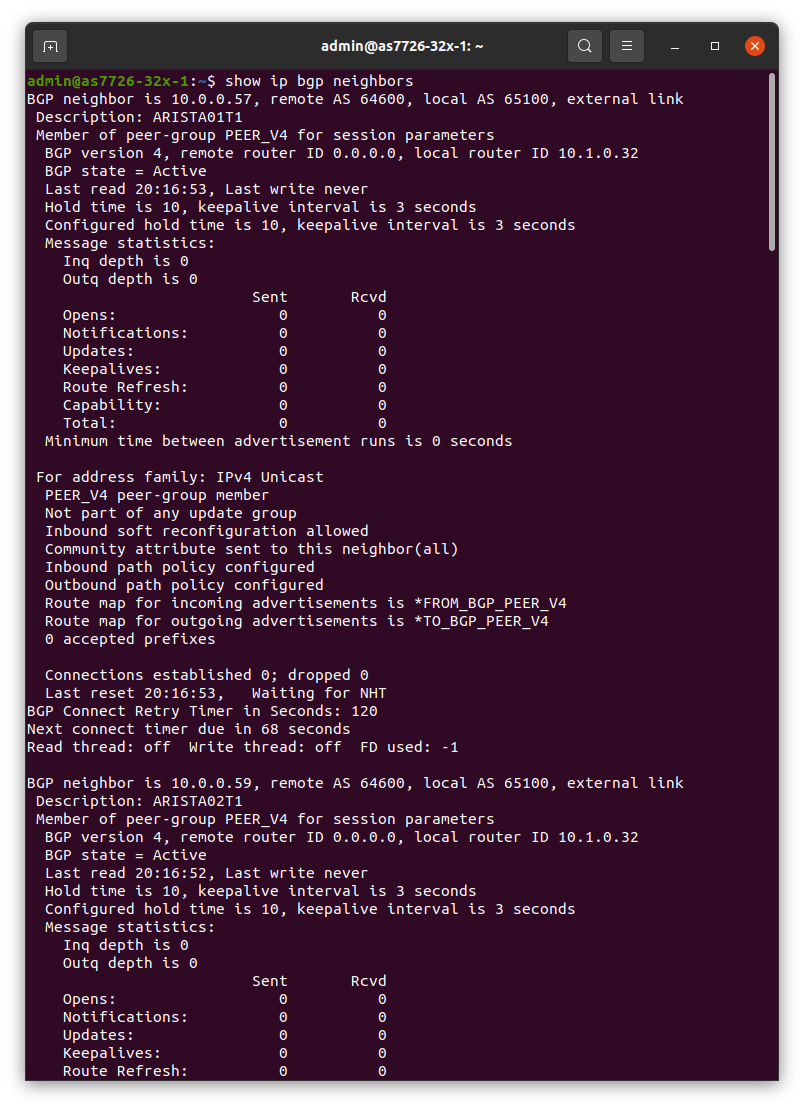 admin@as7726-32x-1: ~
admin@as7726-32x-1:~$ show ip bgp neighbors
BGP neighbor is 10.0.0.57, remote AS 64600, local AS 65100, external link
 Description: ARISTA01T1
 Member of peer-group PEER_V4 for session parameters
  BGP version 4, remote router ID 0.0.0.0, local router ID 10.1.0.32
  BGP state = Active
  Last read 20:16:53, Last write never
  Hold time is 10, keepalive interval is 3 seconds
  Configured hold time is 10, keepalive interval is 3 seconds
  Message statistics:
    Inq depth is 0
    Outq depth is 0
                         Sent       Rcvd
    Opens:                  0          0
    Notifications:          0          0
    Updates:                0          0
    Keepalives:             0          0
    Route Refresh:          0          0
    Capability:             0          0
    Total:                  0          0
  Minimum time between advertisement runs is 0 seconds

 For address family: IPv4 Unicast
  PEER_V4 peer-group member
  Not part of any update group
  Inbound soft reconfiguration allowed
  Community attribute sent to this neighbor(all)
  Inbound path policy configured
  Outbound path policy configured
  Route map for incoming advertisements is *FROM_BGP_PEER_V4
  Route map for outgoing advertisements is *TO_BGP_PEER_V4
  0 accepted prefixes

  Connections established 0; dropped 0
  Last reset 20:16:53,   Waiting for NHT
BGP Connect Retry Timer in Seconds: 120
Next connect timer due in 68 seconds
Read thread: off  Write thread: off  FD used: -1

BGP neighbor is 10.0.0.59, remote AS 64600, local AS 65100, external link
 Description: ARISTA02T1
 Member of peer-group PEER_V4 for session parameters
  BGP version 4, remote router ID 0.0.0.0, local router ID 10.1.0.32
  BGP state = Active
  Last read 20:16:52, Last write never
  Hold time is 10, keepalive interval is 3 seconds
  Configured hold time is 10, keepalive interval is 3 seconds
  Message statistics:
    Inq depth is 0
    Outq depth is 0
                         Sent       Rcvd
    Opens:                  0          0
    Notifications:          0          0
    Updates:                0          0
    Keepalives:             0          0
    Route Refresh:          0          0